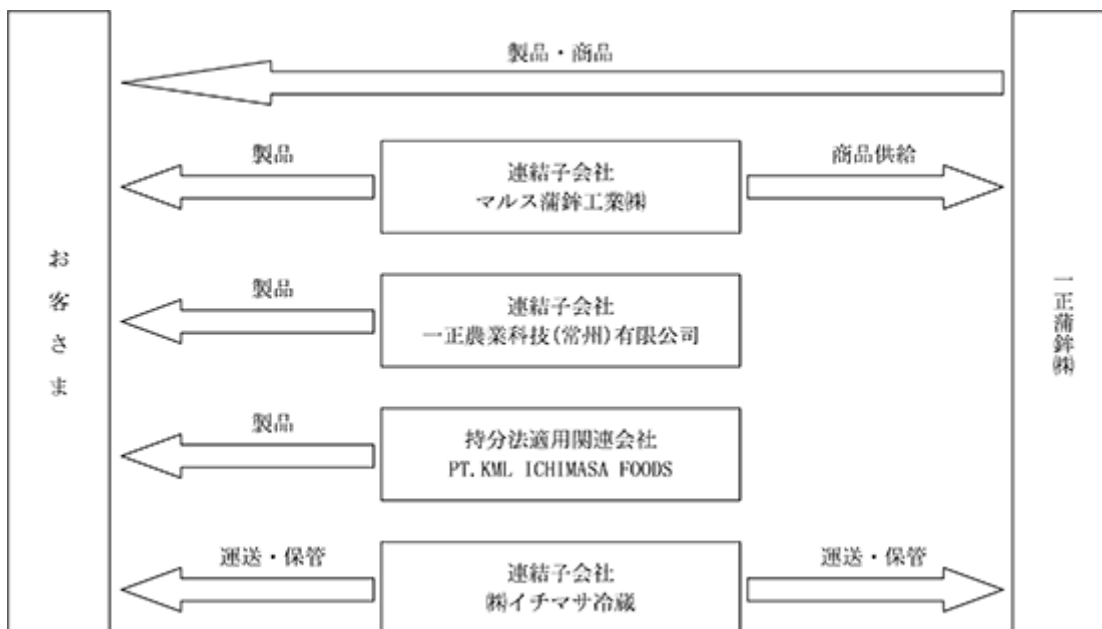 製品・商品
製品
連結子会社
マルス蒲鉾工業㈱
商品供給
お客さま
製品
連結子会社
一正農業科技(常州)有限公司
一正蒲鉾㈱
製品
持分法適用関連会社
PT.KML ICHIMASA FOODS
運送・保管
連結子会社
㈱イチマサ冷蔵
運送・保管